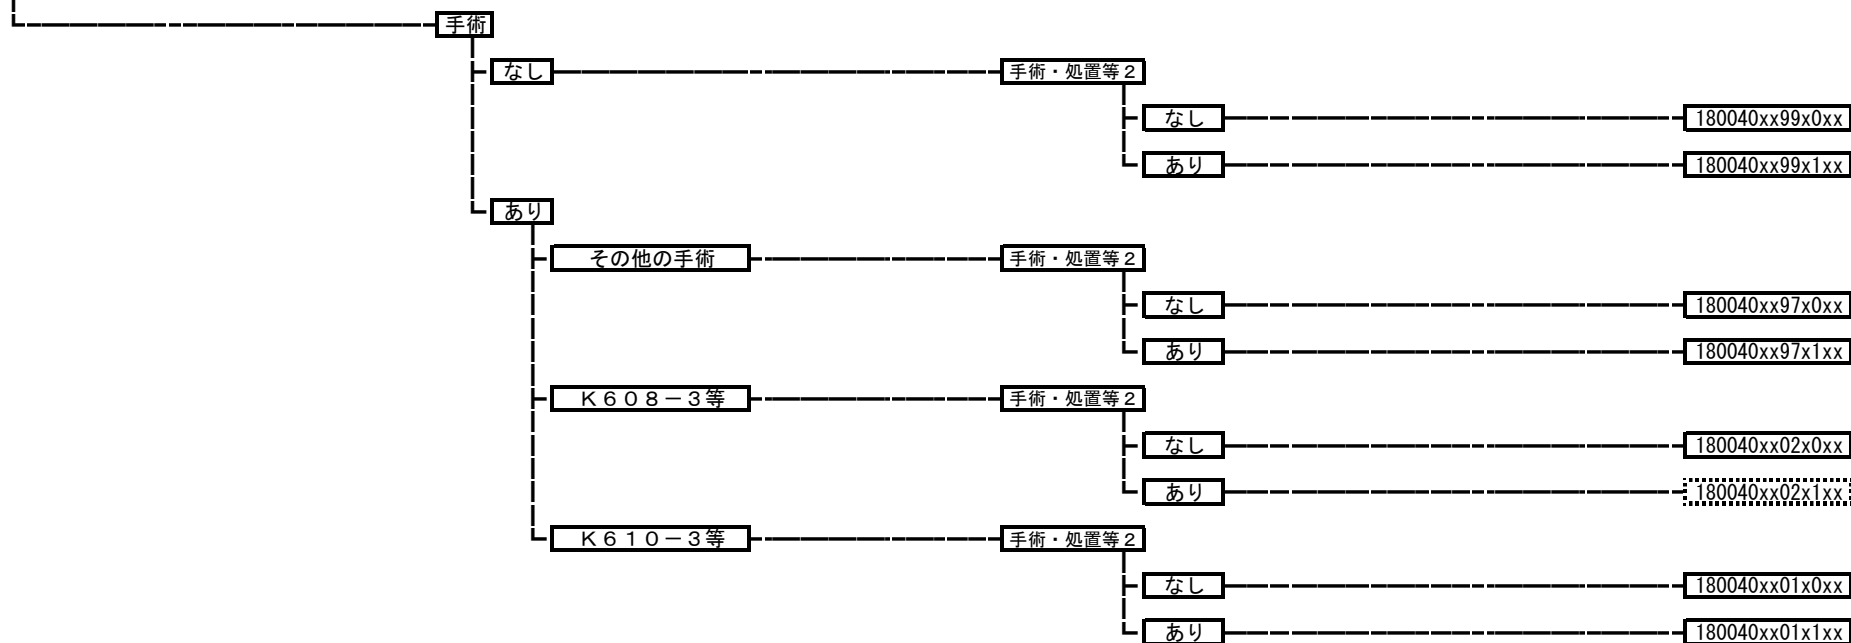 手術
なし 手術・処置等２
なし 180040xx99x0xx
あり 180040xx99x1xx
あり
その他の手術 手術・処置等２
なし 180040xx97x0xx
あり 180040xx97x1xx
Ｋ６０８－３等 手術・処置等２
なし 180040xx02x0xx
あり 180040xx02x1xx
Ｋ６１０－３等 手術・処置等２
なし 180040xx01x0xx
あり 180040xx01x1xx